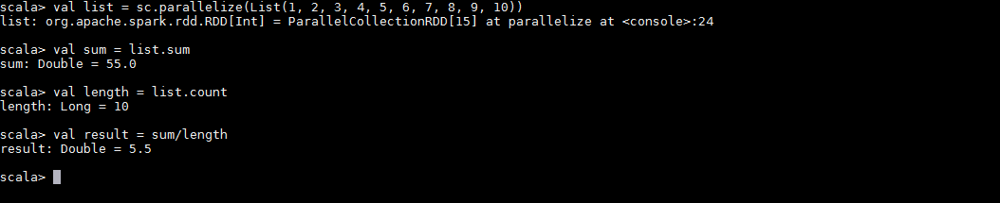 scala> val list = sc.parallelize(List(1, 2, 3, 4, 5, 6, 7, 8, 9, 10))
list: org.apache.spark.rdd.RDD[Int] = ParallelCollectionRDD[15] at parallelize at <console>:24
scala> val sum = list.sum
sum: Double = 55.0
scala> val length = list.count
length: Long = 10
scala> val result = sum/length
result: Double = 5.5
scala>